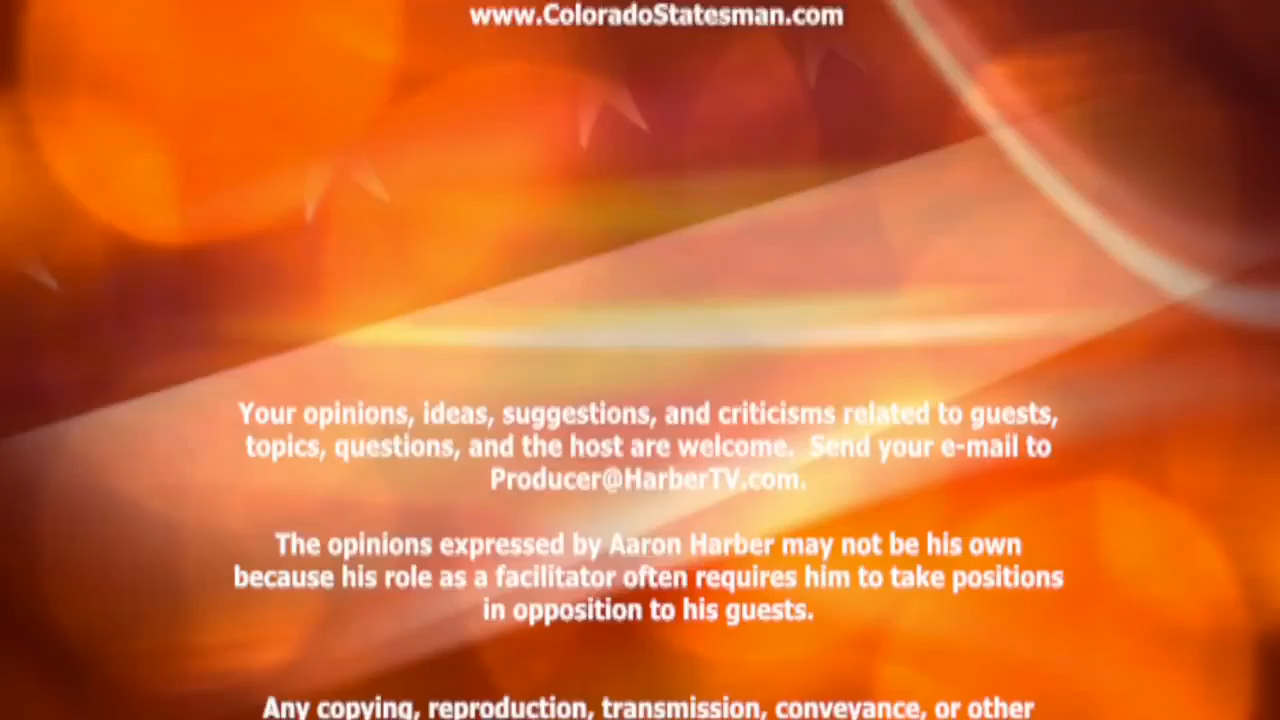 www.ColoradoStatesman.com
Your opinions, ideas, suggestions, and criticisms related to guests,
topics, questions, and the host are welcome.  Send your e-mail to
Producer@HarberTV.com.
The opinions expressed by Aaron Harber may not be his own
because his role as a facilitator often requires him to take positions
in opposition to his guests.
Any copying, reproduction, transmission, conveyance, or other